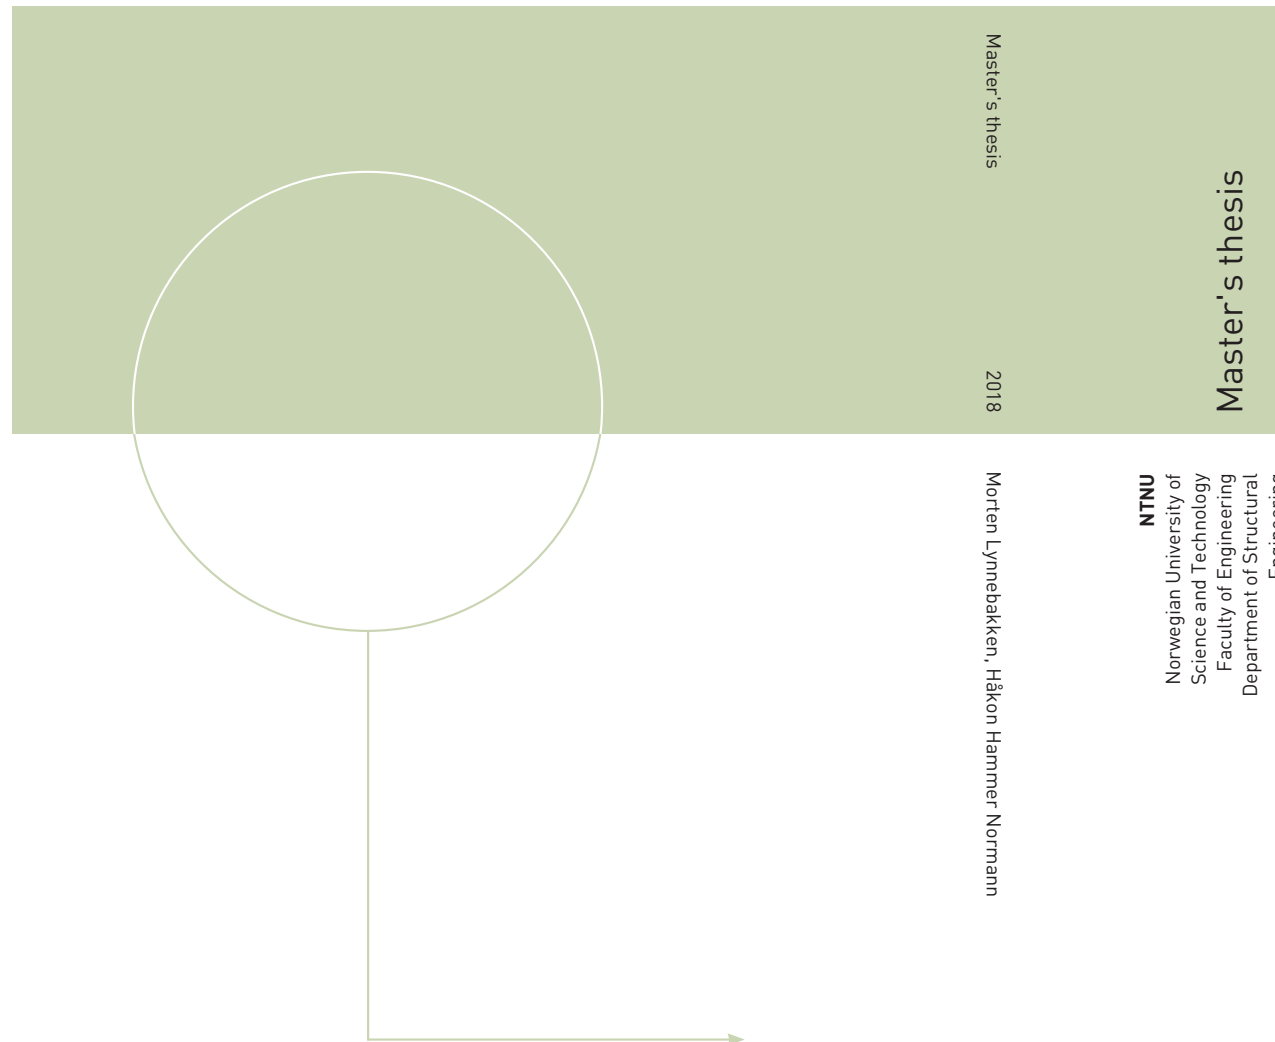 Master's thesis
2018
Morten Lynnebakken, Håkon Hammer Normann
Master's thesis
NTNU
Norwegian University of
Science and Technology
Faculty of Engineering
Department of Structural
Engineering